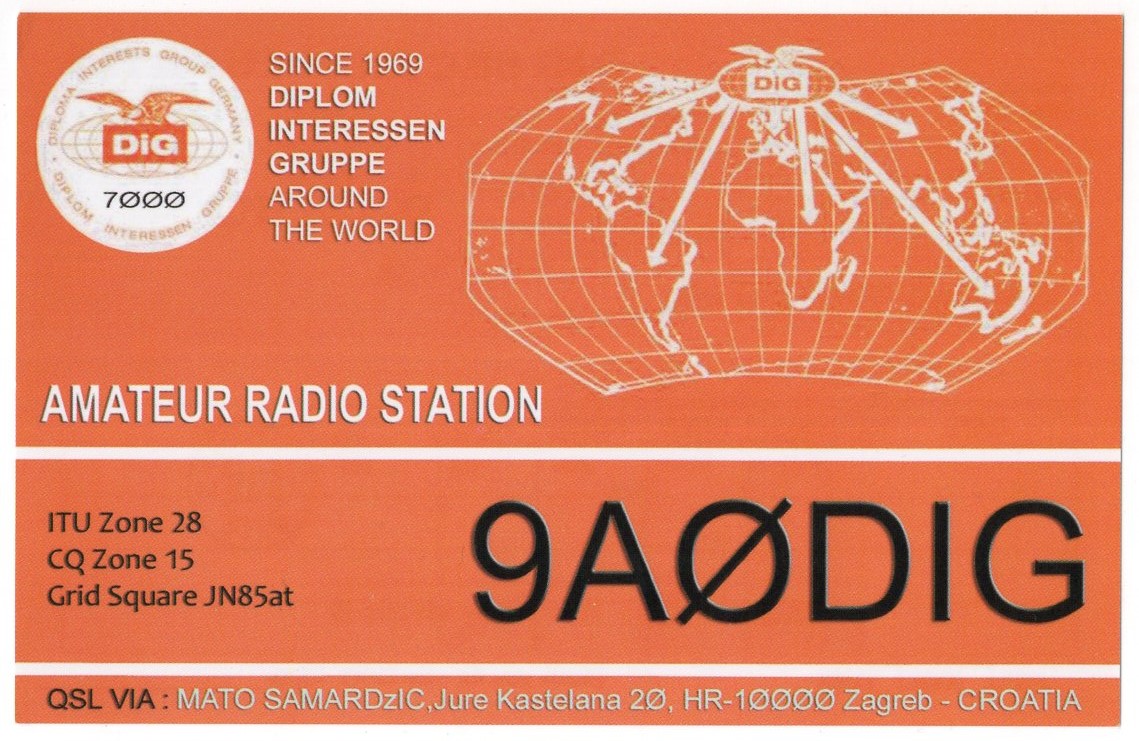 DIPLOMA INTERESTS GROUP GERMANY
DiG
7ØØØ
DIPLOM INTERESSEN GRUPPE
SINCE 1969
DIPLOM
INTERESSEN
GRUPPE
AROUND
THE WORLD
DiG
AMATEUR RADIO STATION
ITU Zone 28
CQ Zone 15
Grid Square JN85at
9AØDIG
QSL VIA : MATO SAMARDzIC,Jure Kastelana 2Ø, HR-1ØØØØ Zagreb - CROATIA